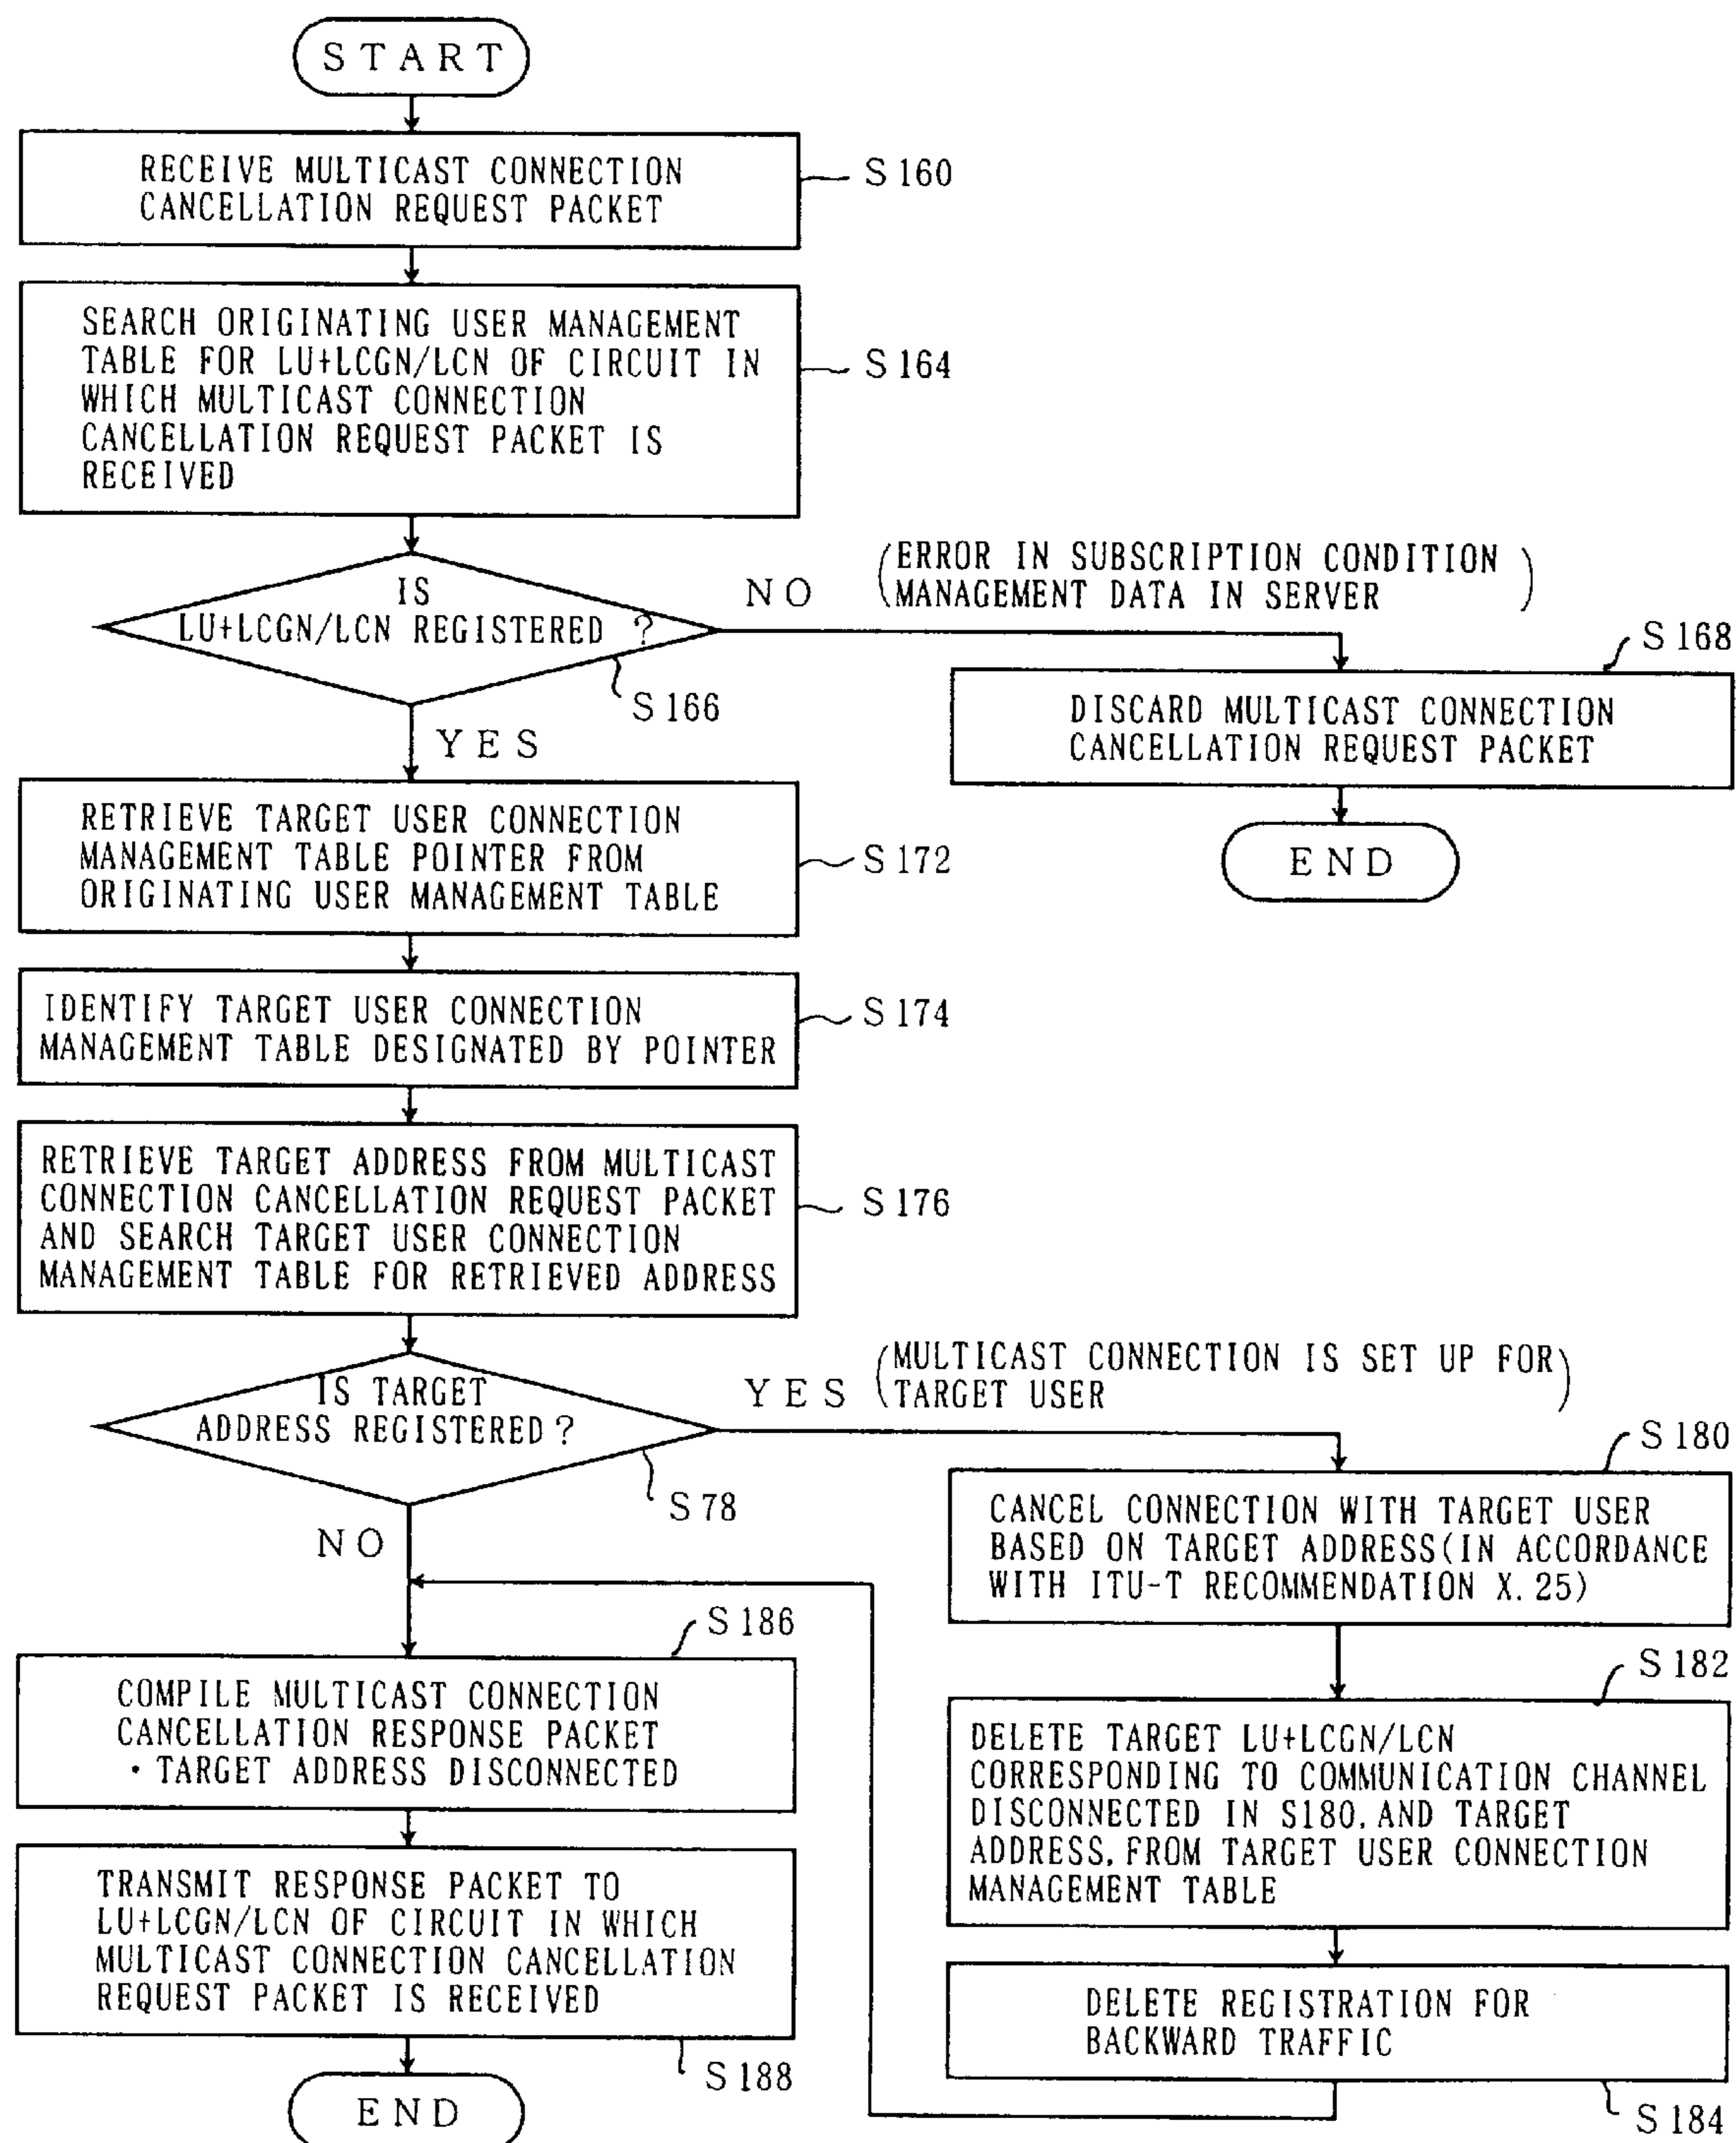 START
RECEIVE MULTICAST CONNECTION
CANCELLATION REQUEST PACKET
S160
SEARCH ORIGINATING USER MANAGEMENT
TABLE FOR LU+LCGN/LCN OF CIRCUIT IN
WHICH MULTICAST CONNECTION
CANCELLATION REQUEST PACKET IS
RECEIVED
S164
IS
LU+LCGN/LCN REGISTERED ?
S166
NO
(ERROR IN SUBSCRIPTION CONDITION
MANAGEMENT DATA IN SERVER)
S168
DISCARD MULTICAST CONNECTION
CANCELLATION REQUEST PACKET
END
YES
RETRIEVE TARGET USER CONNECTION
MANAGEMENT TABLE POINTER FROM
ORIGINATING USER MANAGEMENT TABLE
S172
IDENTIFY TARGET USER CONNECTION
MANAGEMENT TABLE DESIGNATED BY POINTER
S174
RETRIEVE TARGET ADDRESS FROM MULTICAST
CONNECTION CANCELLATION REQUEST PACKET
AND SEARCH TARGET USER CONNECTION
MANAGEMENT TABLE FOR RETRIEVED ADDRESS
S176
IS TARGET
ADDRESS REGISTERED?
S78
YES
(MULTICAST CONNECTION IS SET UP FOR
TARGET USER)
S180
CANCEL CONNECTION WITH TARGET USER
BASED ON TARGET ADDRESS(IN ACCORDANCE
WITH ITU-T RECOMMENDATION X.25)
S182
DELETE TARGET LU+LCGN/LCN
CORRESPONDING TO COMMUNICATION CHANNEL
DISCONNECTED IN S180, AND TARGET
ADDRESS, FROM TARGET USER CONNECTION
MANAGEMENT TABLE
DELETE REGISTRATION FOR
BACKWARD TRAFFIC
S184
NO
S186
COMPILE MULTICAST CONNECTION
CANCELLATION RESPONSE PACKET
・TARGET ADDRESS DISCONNECTED
TRANSMIT RESPONSE PACKET TO
LU+LCGN/LCN OF CIRCUIT IN WHICH
MULTICAST CONNECTION CANCELLATION
REQUEST PACKET IS RECEIVED
S188
END